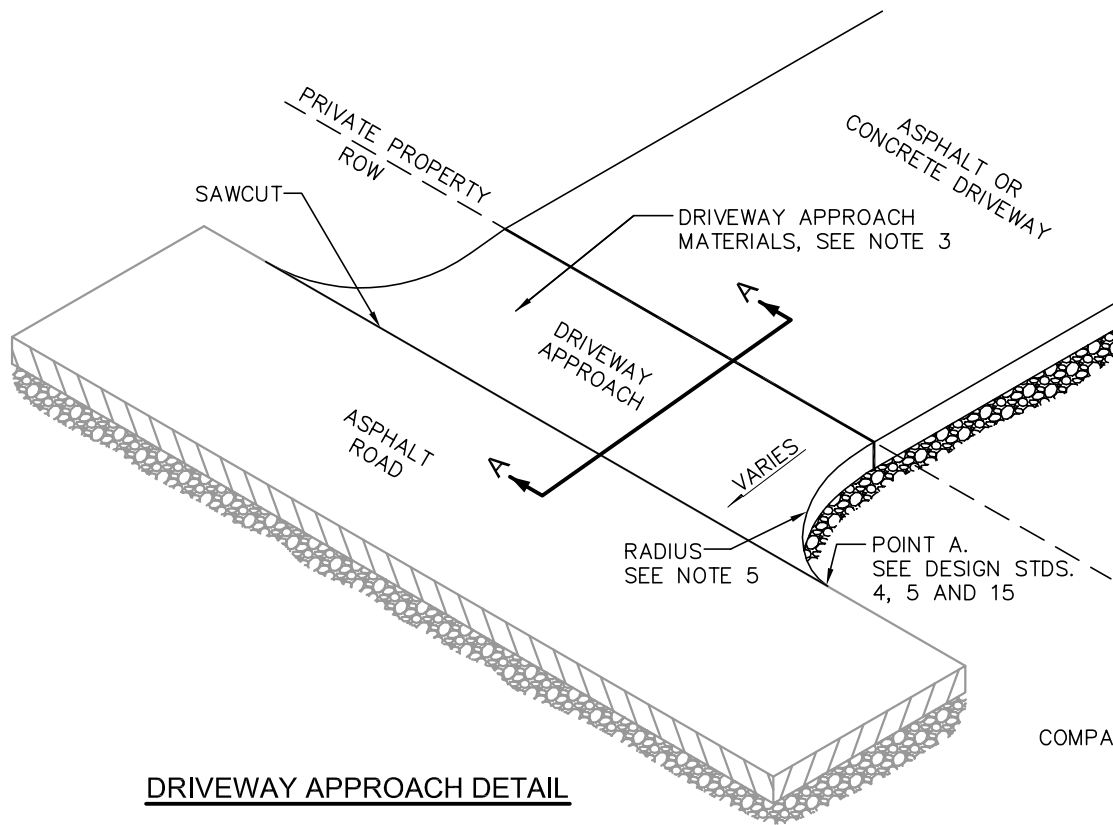 PRIVATE PROPERTY
ROW
SAWCUT
ASPHALT OR
CONCRETE DRIVEWAY
DRIVEWAY APPROACH
MATERIALS, SEE NOTE 3
A
DRIVEWAY
APPROACH
ASPHALT
ROAD
A
VARIES
RADIUS
SEE NOTE 5
POINT A.
SEE DESIGN STDS.
4, 5 AND 15
COMPA
DRIVEWAY APPROACH DETAIL